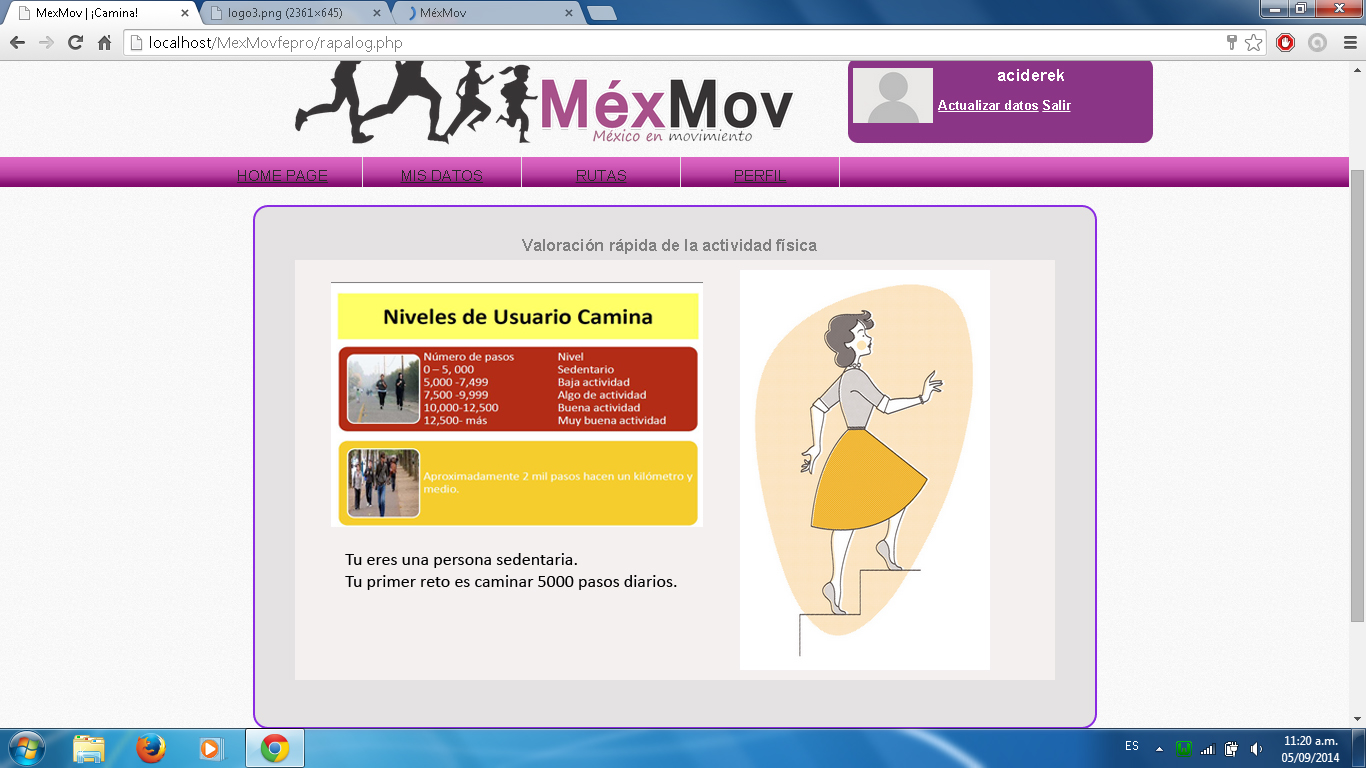 MexMov | ¡Camina!
logo3.png (2361×645)
MéxMov
localhost/MexMovfepro/rapalog.php
MéxMov
México en movimiento
aciderek
Actualizar datos Salir
HOME PAGE MIS DATOS RUTAS PERFIL
Valoración rápida de la actividad física
Niveles de Usuario Camina
Número de pasos Nivel
0 – 5, 000 Sedentario
5,000 -7,499 Baja actividad
7,500 -9,999 Algo de actividad
10,000-12,500 Buena actividad
12,500- más Muy buena actividad
Aproximadamente 2 mil pasos hacen un kilómetro y
medio.
Tu eres una persona sedentaria.
Tu primer reto es caminar 5000 pasos diarios.
ES
11:20 a.m.
05/09/2014